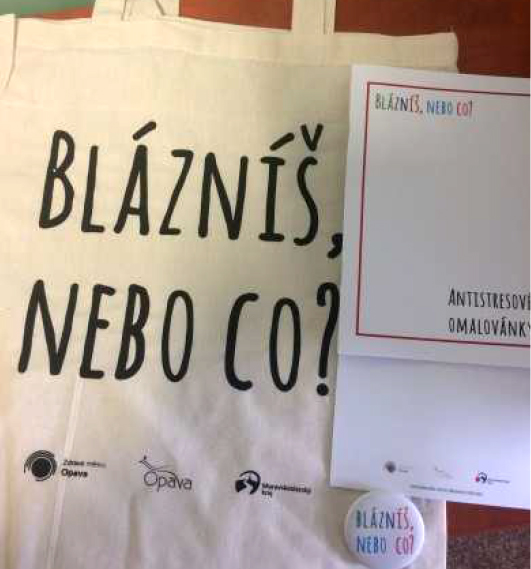 BLÁZNÍŠ,
NEBO CO?
Zdravé město
Opava
Opava
Moravskoslezský
kraj
BLÁZNÍŠ, NEBO CO?
ANTISTRESOVÉ
OMALOVÁNKY
BLÁZNÍŠ,
NEBO CO?